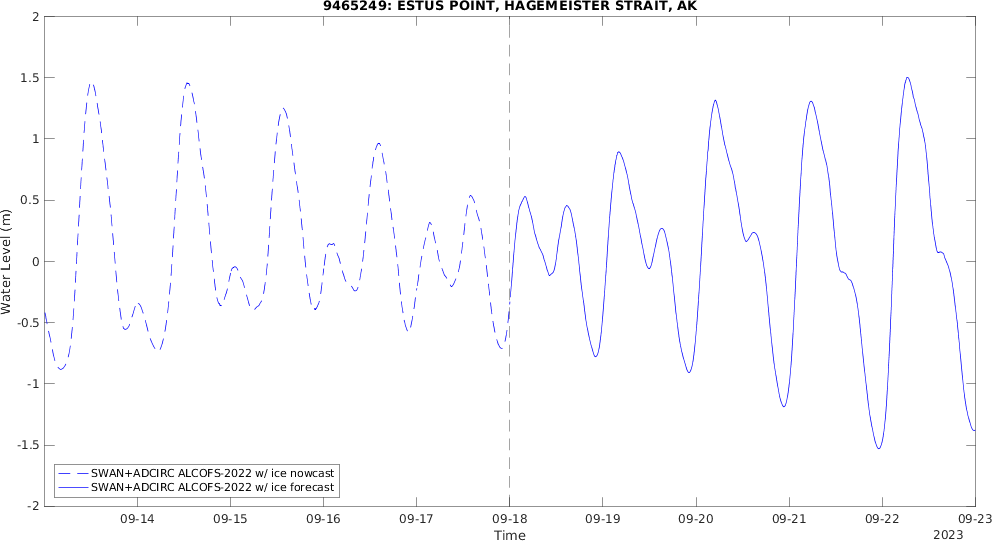 9465249: ESTUS POINT, HAGEMEISTER STRAIT, AK
2
1.5
1
0.5
0
-0.5
-1
-1.5
-2
Water Level (m)
SWAN+ADCIRC ALCOFS-2022 w/ ice nowcast
SWAN+ADCIRC ALCOFS-2022 w/ ice forecast
09-14 09-15 09-16 09-17 09-18 09-19 09-20 09-21 09-22 09-23
Time
2023